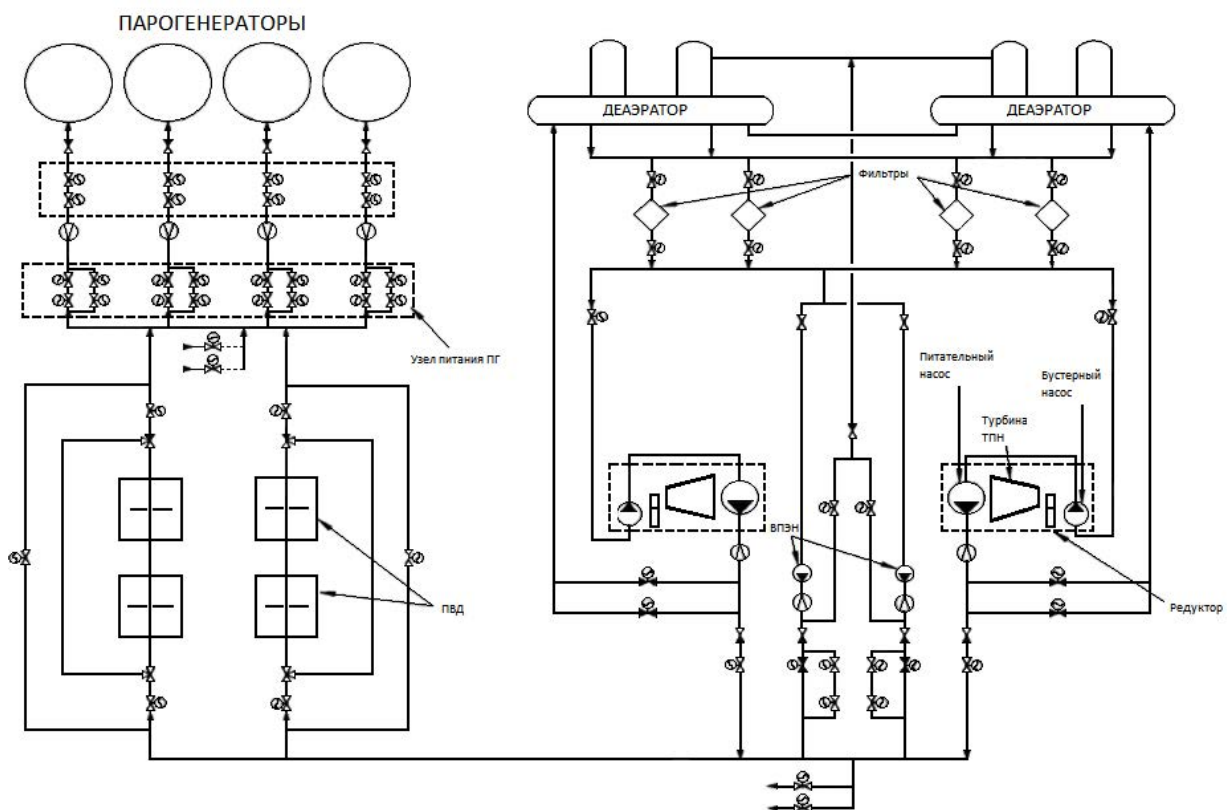 ПАРОГЕНЕРАТОРЫ
ДЕАЭРАТОР
ДЕАЭРАТОР
Фильтры
Узел питания ПГ
Питательный
насос
Бустерный
насос
Турбина
ТПН
ВПЭН
ПВД
Редуктор